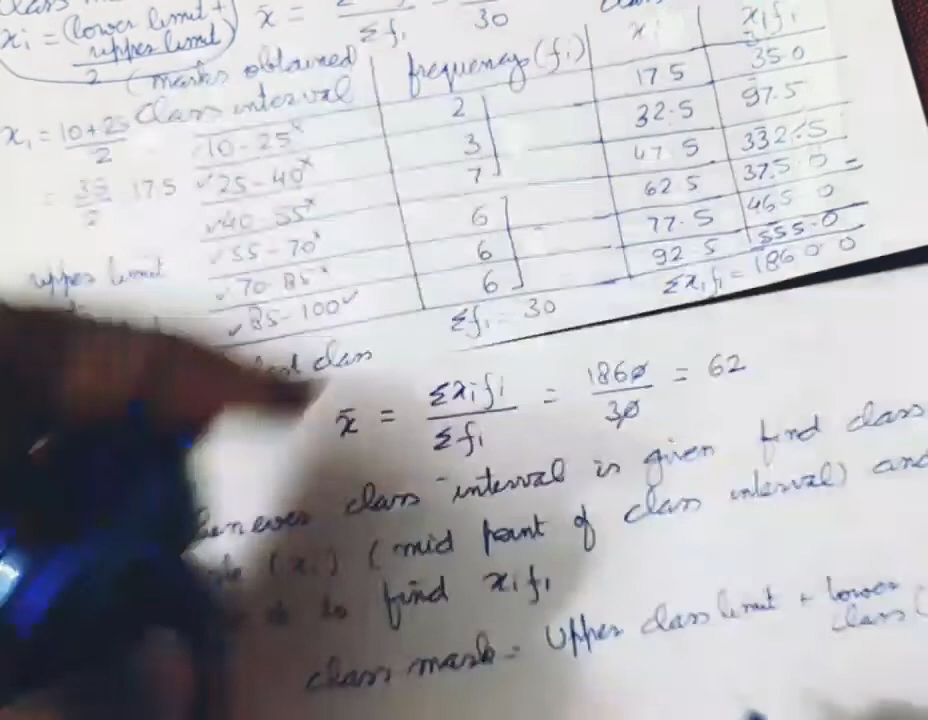 xi = (lower limit + x̄ = Σfi 30
upper limit)
2
(marks obtained frequency (fi) xi xifi
class interval
10-25 2 17.5 35.0
25-40 3 32.5 97.5
40-55 7 47.5 332.5
55-70 6 62.5 37.5.0
70-85 6 77.5 465.0
85-100 6 92.5 555.0
Σfi = 30 Σxifi = 1860.0
x1 = 10+25
2
= 35
2 17.5
upper limit
class
x̄ = Σxifi = 1860 = 62
Σfi 30
class interval is given find class
(xi) (mid point of class interval) and
to find xifi
class mark = Upper class limit + lower
class